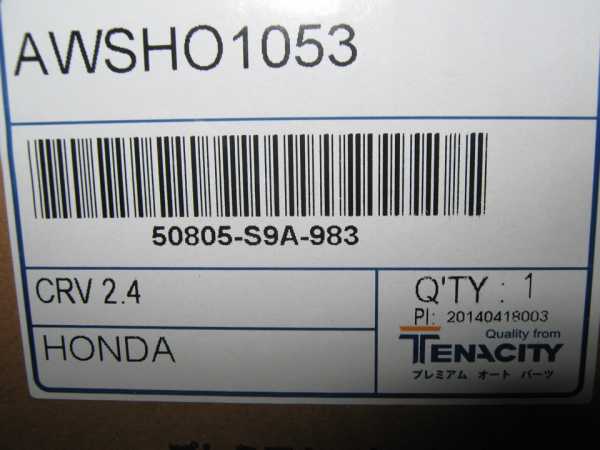 AWSHO1053
50805-S9A-983
CRV 2.4
Q'TY : 1
PI: 20140418003
HONDA
Quality from
TENACITY
プレミアム オート パーツ